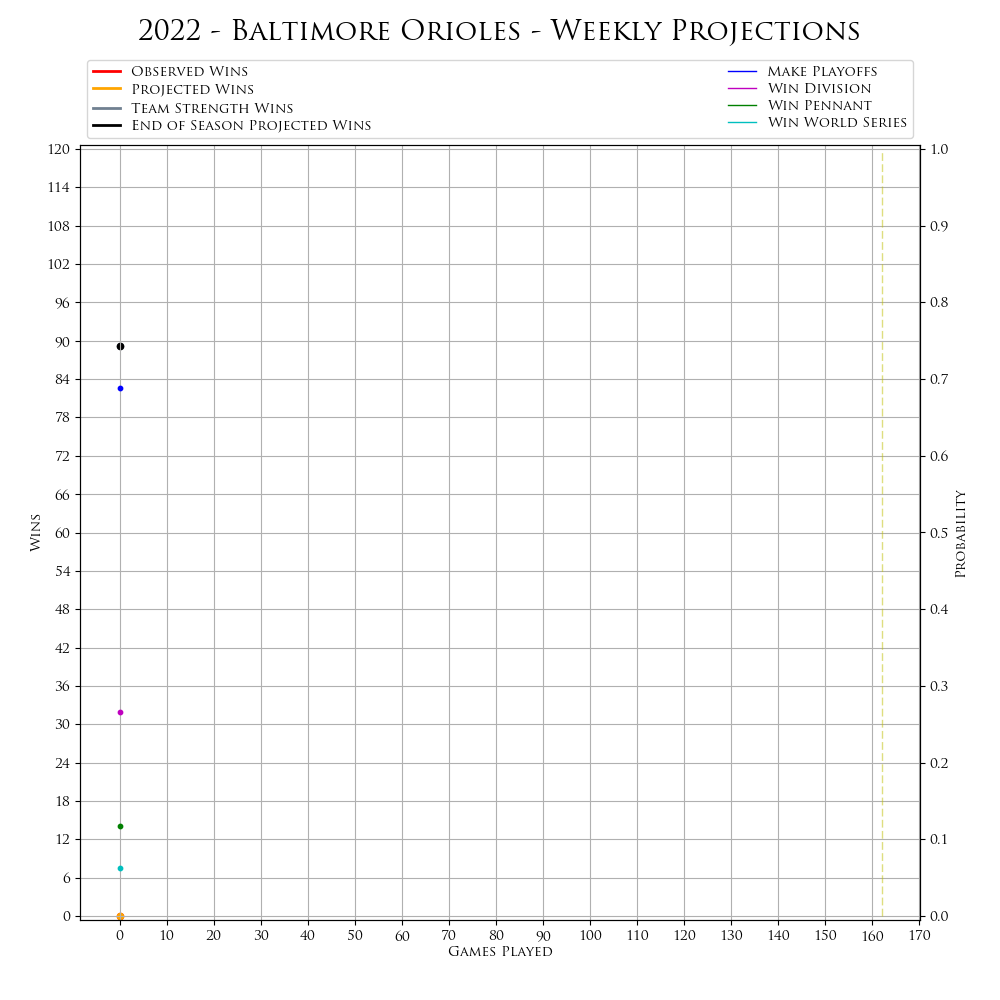 2022 - Baltimore Orioles - Weekly Projections
Observed Wins
Projected Wins
Team Strength Wins
End of Season Projected Wins
Make Playoffs
Win Division
Win Pennant
Win World Series
120
114
108
102
96
90
84
78
72
66
60
54
48
42
36
30
24
18
12
6
0
Wins
1.0
0.9
0.8
0.7
0.6
0.5
0.4
0.3
0.2
0.1
0.0
Probability
0 10 20 30 40 50 60 70 80 90 100 110 120 130 140 150 160 170
Games Played